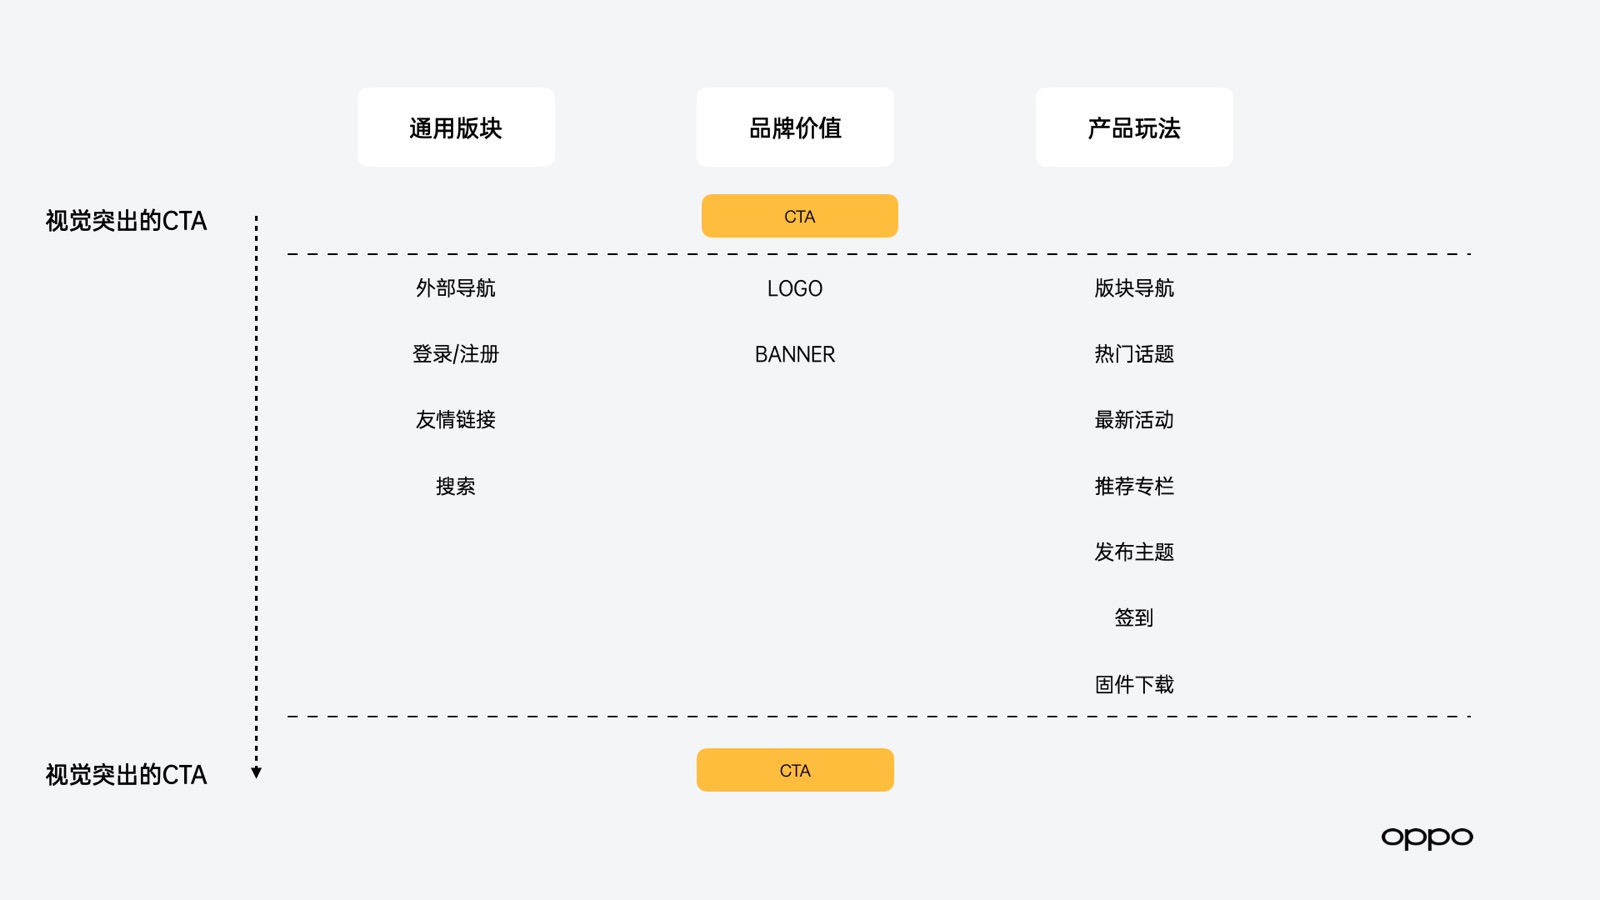 通用版块
品牌价值
产品玩法
视觉突出的CTA
CTA
外部导航
LOGO
版块导航
登录/注册
BANNER
热门话题
友情链接
最新活动
搜索
推荐专栏
发布主题
签到
固件下载
视觉突出的CTA
CTA
oppo